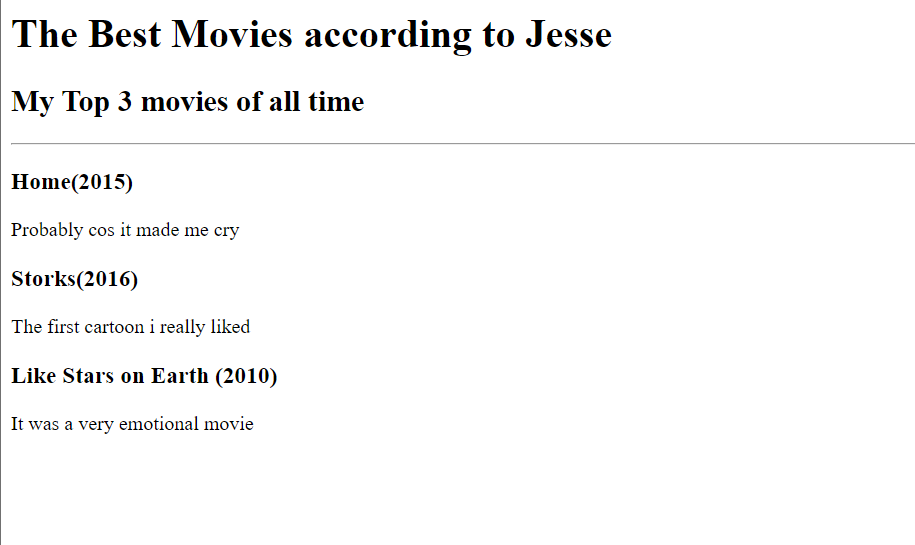 The Best Movies according to Jesse
My Top 3 movies of all time
Home(2015)
Probably cos it made me cry
Storks(2016)
The first cartoon i really liked
Like Stars on Earth (2010)
It was a very emotional movie